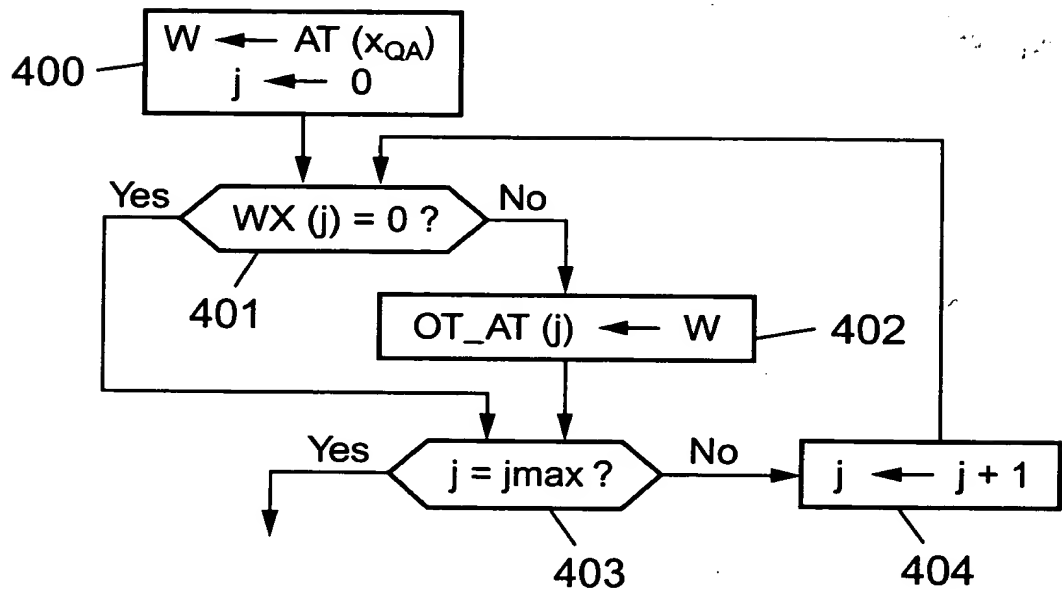 W ← AT (xQA)
j ← 0
400
Yes
WX (j) = 0 ?
No
401
OT_AT (j) ← W
402
Yes
j = jmax ?
No
j ← j + 1
403
404